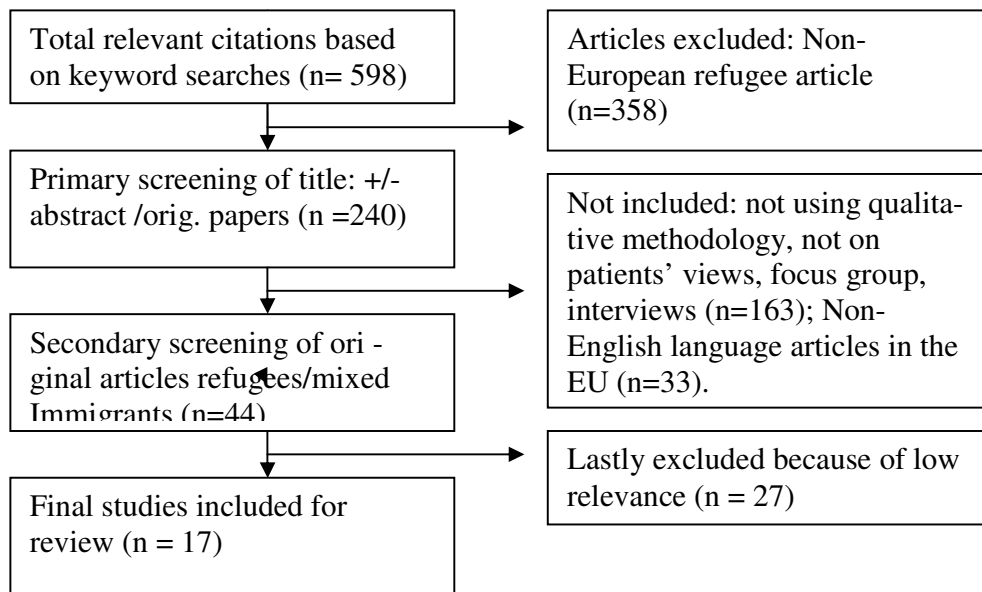 Total relevant citations based
on keyword searches (n= 598)
Articles excluded: Non-
European refugee article
(n=358)
Primary screening of title: +/-
abstract /orig. papers (n =240)
Not included: not using qualita-
tive methodology, not on
patients’ views, focus group,
interviews (n=163); Non-
English language articles in the
EU (n=33).
Secondary screening of ori -
ginal articles refugees/mixed
Immigrants (n=44)
Lastly excluded because of low
relevance (n = 27)
Final studies included for
review (n = 17)